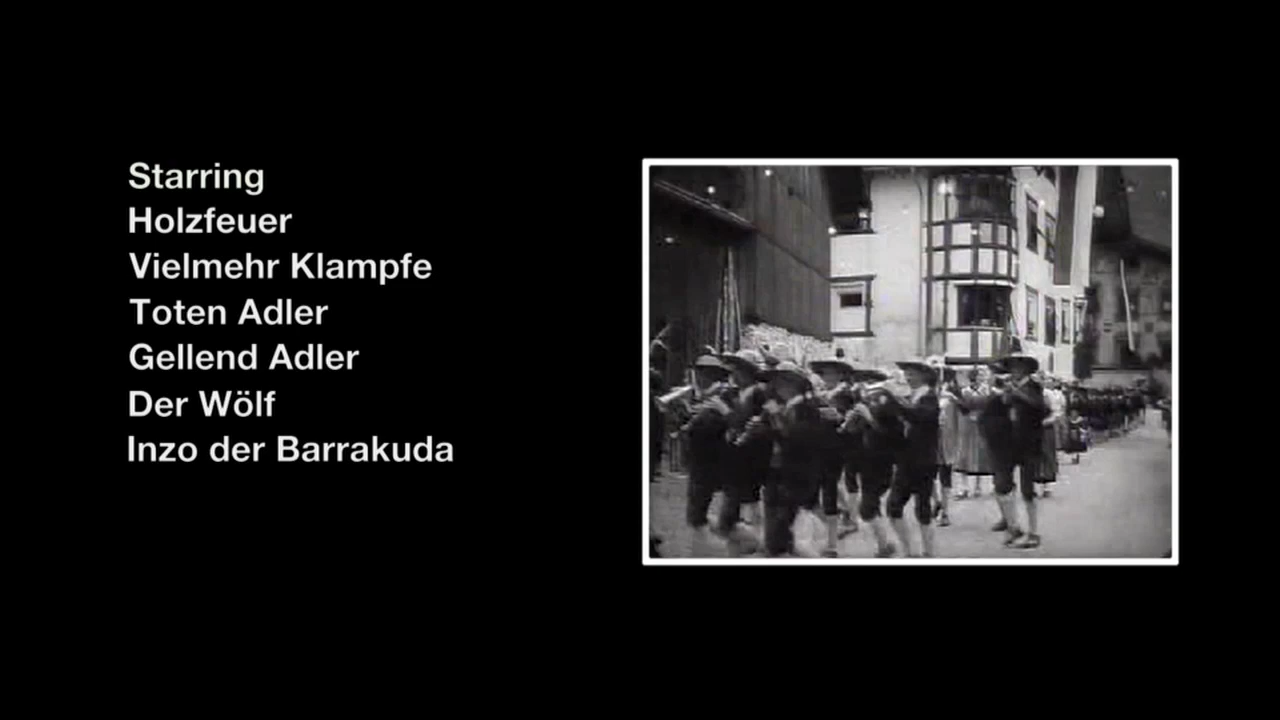 Starring
Holzfeuer
Vielmehr Klampfe
Toten Adler
Gellend Adler
Der Wölf
Inzo der Barrakuda